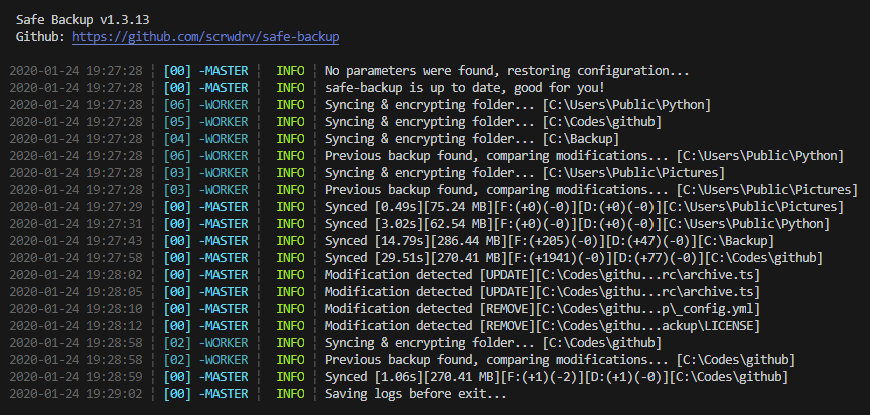 Safe Backup v1.3.13
Github: https://github.com/scrwdrv/safe-backup
2020-01-24 19:27:28 ¦ [00] -MASTER ¦ INFO ¦ No parameters were found, restoring configuration...
2020-01-24 19:27:28 ¦ [00] -MASTER ¦ INFO ¦ safe-backup is up to date, good for you!
2020-01-24 19:27:28 ¦ [06] -WORKER ¦ INFO ¦ Syncing & encrypting folder... [C:\Users\Public\Python]
2020-01-24 19:27:28 ¦ [05] -WORKER ¦ INFO ¦ Syncing & encrypting folder... [C:\Codes\github]
2020-01-24 19:27:28 ¦ [04] -WORKER ¦ INFO ¦ Syncing & encrypting folder... [C:\Backup]
2020-01-24 19:27:28 ¦ [06] -WORKER ¦ INFO ¦ Previous backup found, comparing modifications... [C:\Users\Public\Python]
2020-01-24 19:27:28 ¦ [03] -WORKER ¦ INFO ¦ Syncing & encrypting folder... [C:\Users\Public\Pictures]
2020-01-24 19:27:28 ¦ [03] -WORKER ¦ INFO ¦ Previous backup found, comparing modifications... [C:\Users\Public\Pictures]
2020-01-24 19:27:29 ¦ [00] -MASTER ¦ INFO ¦ Synced [0.49s][75.24 MB][F:(+0)(-0)][D:(+0)(-0)][C:\Users\Public\Pictures]
2020-01-24 19:27:31 ¦ [00] -MASTER ¦ INFO ¦ Synced [3.02s][62.54 MB][F:(+0)(-0)][D:(+0)(-0)][C:\Users\Public\Python]
2020-01-24 19:27:43 ¦ [00] -MASTER ¦ INFO ¦ Synced [14.79s][286.44 MB][F:(+205)(-0)][D:(+47)(-0)][C:\Backup]
2020-01-24 19:27:58 ¦ [00] -MASTER ¦ INFO ¦ Synced [29.51s][270.41 MB][F:(+1941)(-0)][D:(+77)(-0)][C:\Codes\github]
2020-01-24 19:28:02 ¦ [00] -MASTER ¦ INFO ¦ Modification detected [UPDATE][C:\Codes\githu...rc\archive.ts]
2020-01-24 19:28:05 ¦ [00] -MASTER ¦ INFO ¦ Modification detected [UPDATE][C:\Codes\githu...rc\archive.ts]
2020-01-24 19:28:10 ¦ [00] -MASTER ¦ INFO ¦ Modification detected [REMOVE][C:\Codes\githu...p\_config.yml]
2020-01-24 19:28:12 ¦ [00] -MASTER ¦ INFO ¦ Modification detected [REMOVE][C:\Codes\githu...ackup\LICENSE]
2020-01-24 19:28:58 ¦ [02] -WORKER ¦ INFO ¦ Syncing & encrypting folder... [C:\Codes\github]
2020-01-24 19:28:58 ¦ [02] -WORKER ¦ INFO ¦ Previous backup found, comparing modifications... [C:\Codes\github]
2020-01-24 19:28:59 ¦ [00] -MASTER ¦ INFO ¦ Synced [1.06s][270.41 MB][F:(+1)(-2)][D:(+1)(-0)][C:\Codes\github]
2020-01-24 19:29:02 ¦ [00] -MASTER ¦ INFO ¦ Saving logs before exit...